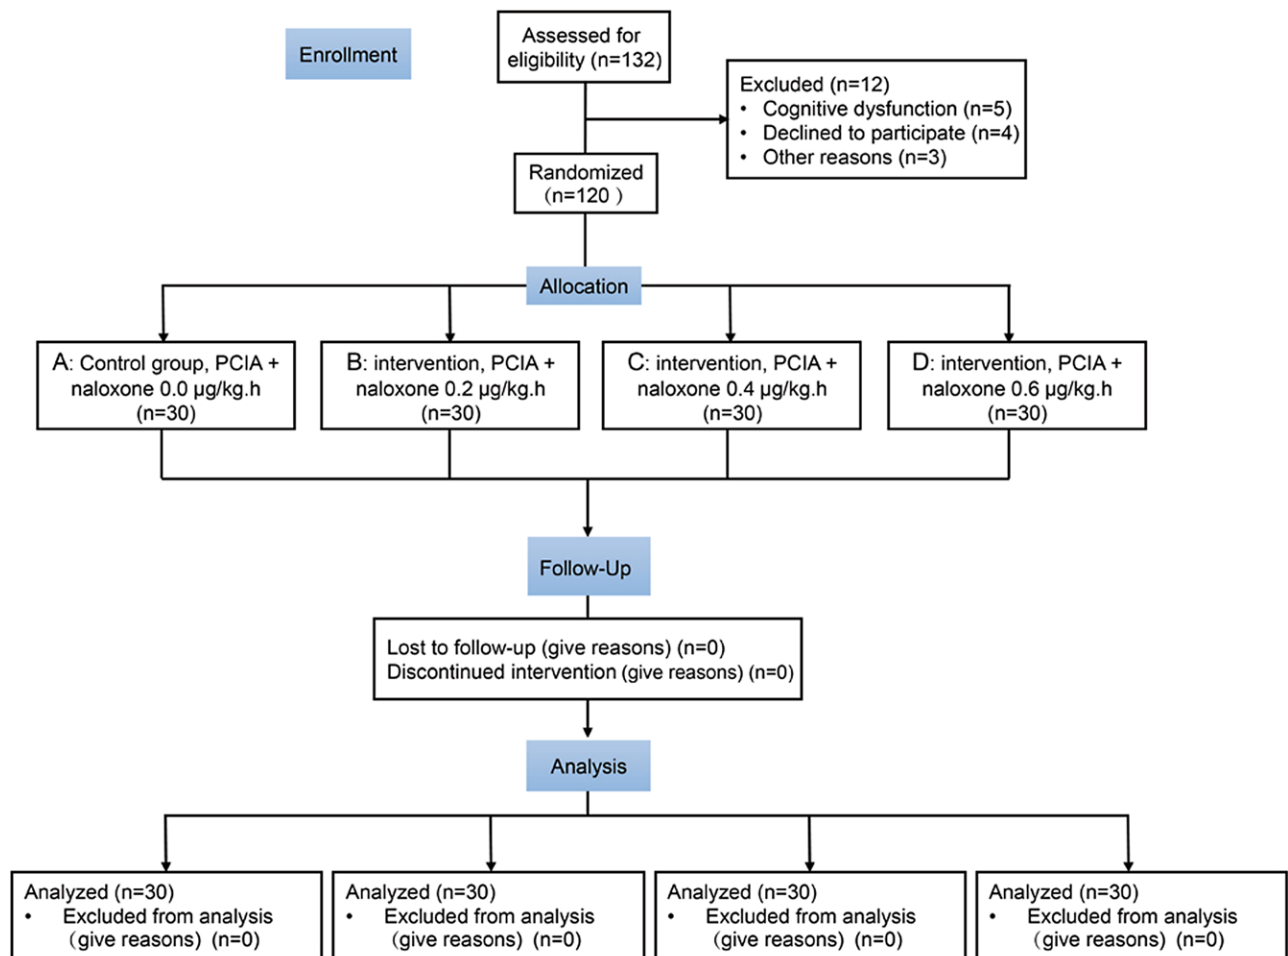 Enrollment
Assessed for
eligibility (n=132)
Excluded (n=12)
• Cognitive dysfunction (n=5)
• Declined to participate (n=4)
• Other reasons (n=3)
Randomized
（n=120 ）
Allocation
A: Control group, PCIA +
naloxone 0.0 µg/kg.h
(n=30)
B: intervention, PCIA +
naloxone 0.2 µg/kg.h
(n=30)
C: intervention, PCIA +
naloxone 0.4 µg/kg.h
(n=30)
D: intervention, PCIA +
naloxone 0.6 µg/kg.h
(n=30)
Follow-Up
Lost to follow-up (give reasons) (n=0)
Discontinued intervention (give reasons) (n=0)
Analysis
Analyzed (n=30)
• Excluded from analysis
（give reasons) (n=0)
Analyzed (n=30)
• Excluded from analysis
（give reasons) (n=0)
Analyzed (n=30)
• Excluded from analysis
（give reasons) (n=0)
Analyzed (n=30)
• Excluded from analysis
（give reasons) (n=0)